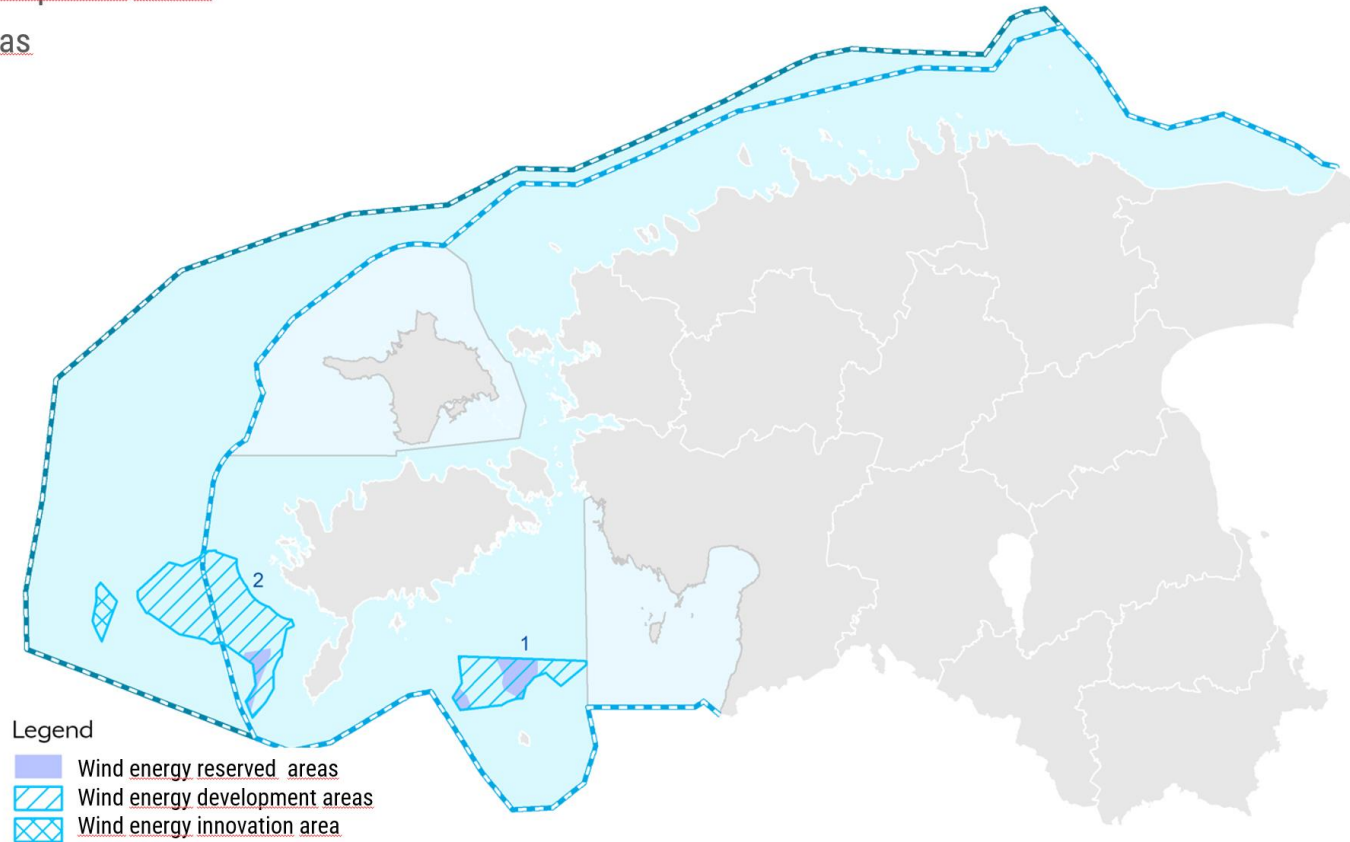 as
2
1
Legend
Wind energy reserved areas
Wind energy development areas
Wind energy innovation area